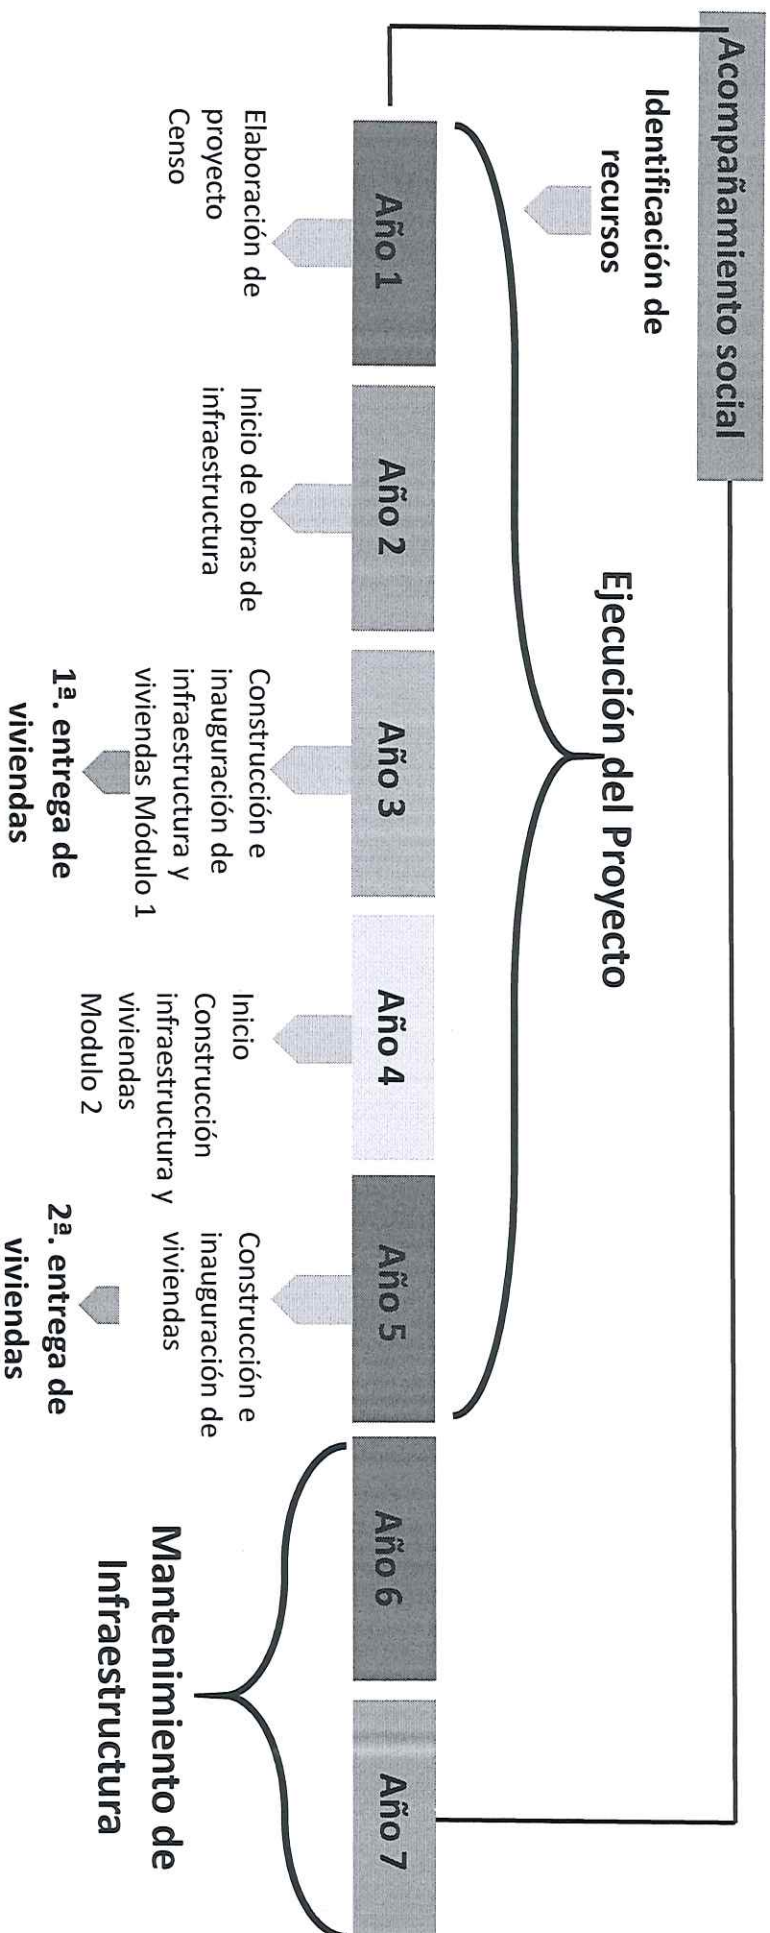 Acompañamiento social
Identificación de
recursos
Ejecución del Proyecto
Año 1
Año 2
Año 3
Año 4
Año 5
Año 6
Año 7
Elaboración de
proyecto
Censo
Inicio de obras de
infraestructura
Construcción e
inauguración de
infraestructura y
viviendas Módulo 1
1ª. entrega de
viviendas
Inicio
Construcción
infraestructura y
viviendas
Modulo 2
Construcción e
inauguración de
viviendas
2ª. entrega de
viviendas
Mantenimiento de
Infraestructura